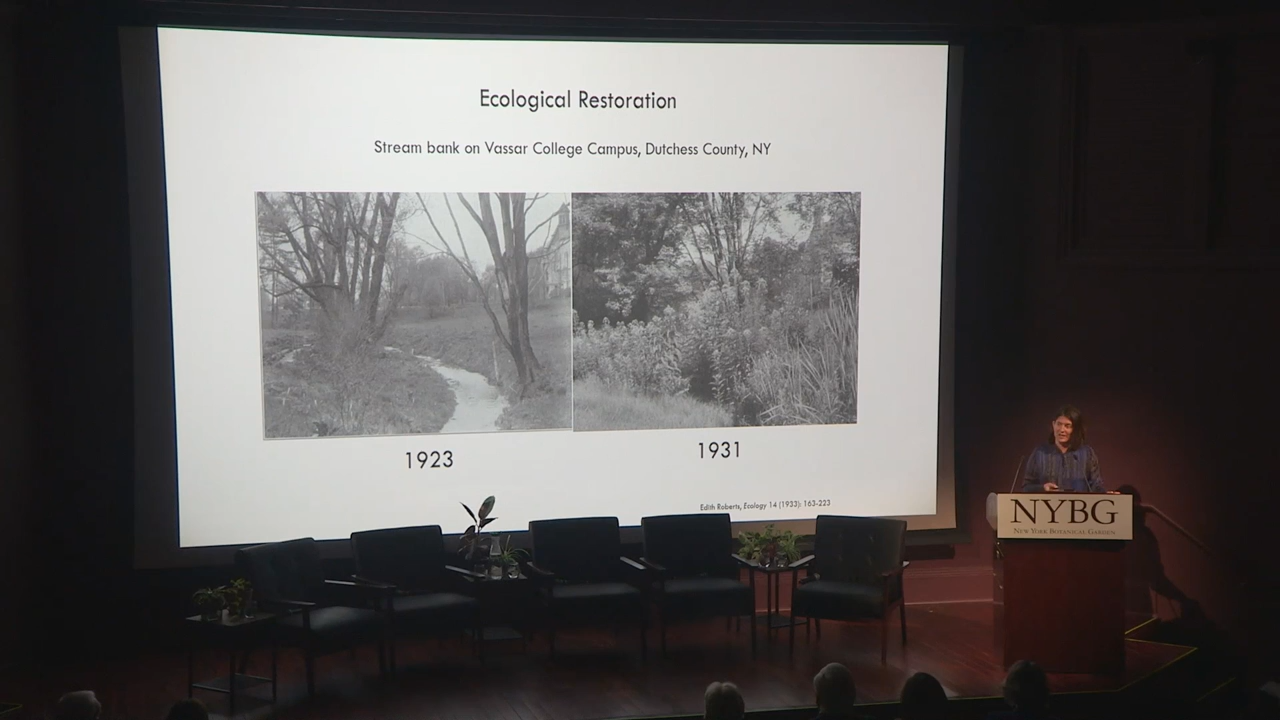 Ecological Restoration
Stream bank on Vassar College Campus, Dutchess County, NY
1923
1931
Edith Roberts, Ecology 14 (1933): 163-223
NYBG
New York Botanical Garden